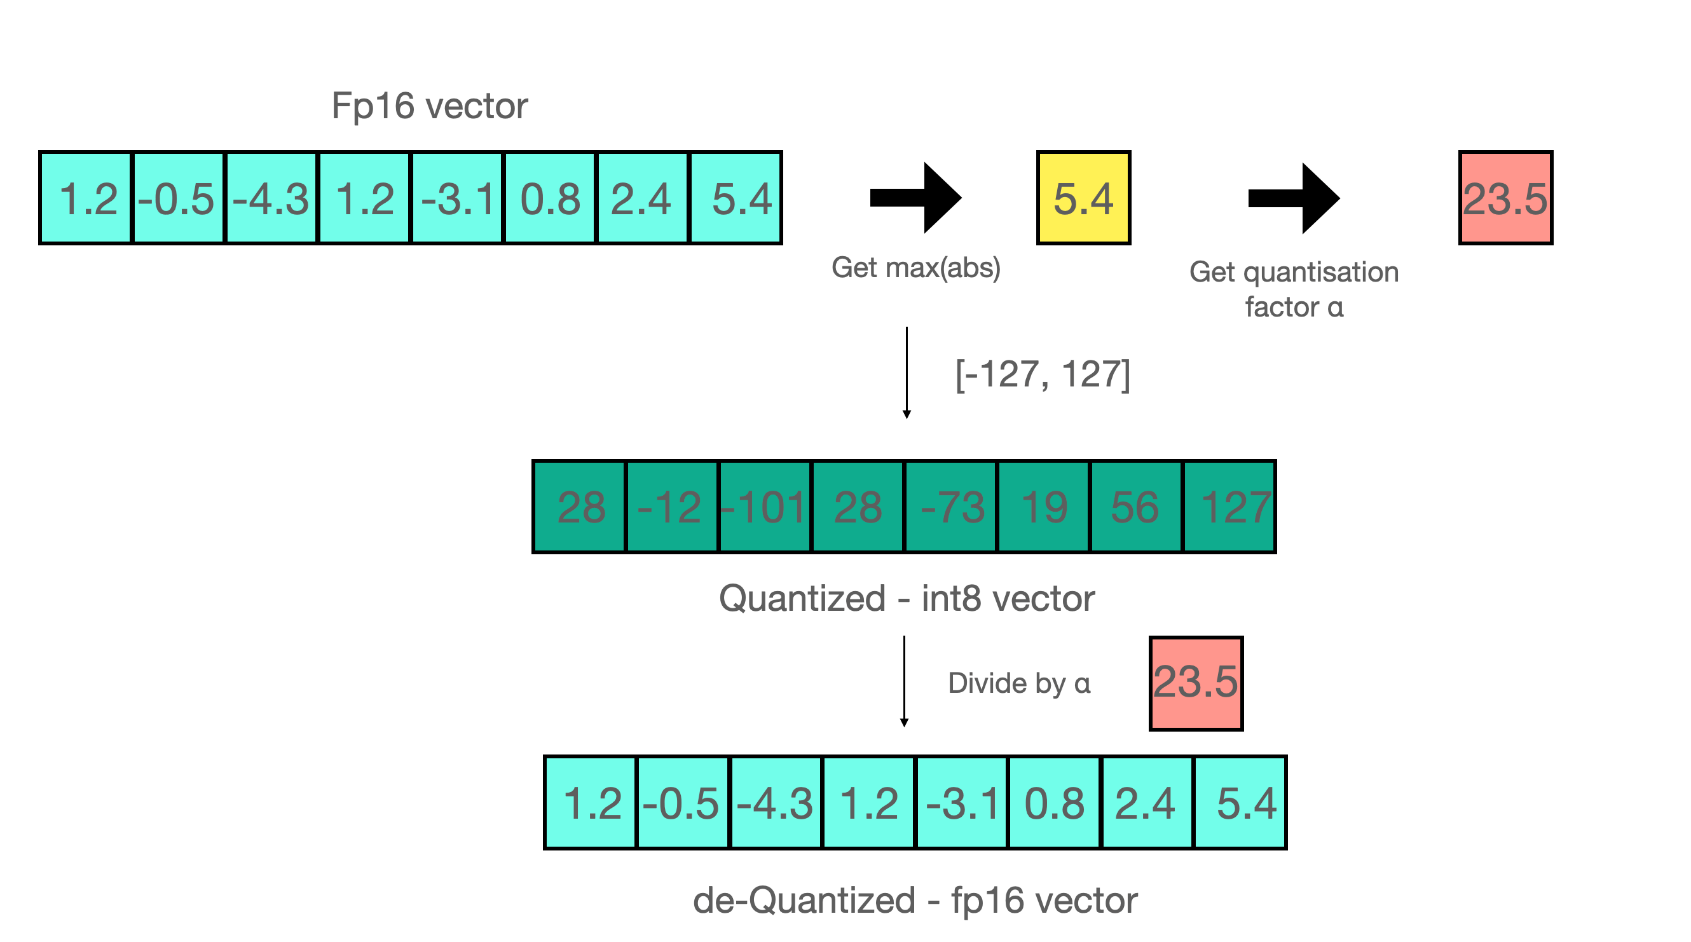 Fp16 vector
1.2 -0.5 -4.3 1.2 -3.1 0.8 2.4 5.4
5.4
23.5
Get max(abs)
Get quantisation
factor α
[-127, 127]
28 -12 -101 28 -73 19 56 127
Quantized - int8 vector
Divide by α
23.5
1.2 -0.5 -4.3 1.2 -3.1 0.8 2.4 5.4
de-Quantized - fp16 vector